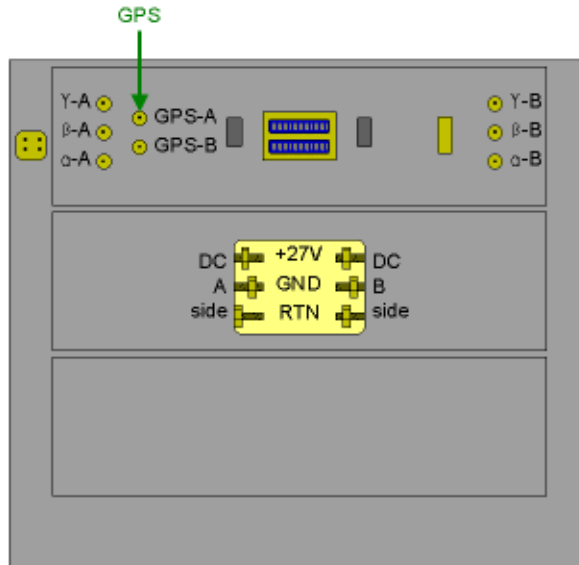 GPS
γ-A
GPS-A
γ-B
β-A
GPS-B
β-B
α-A
α-B
DC +27V DC
A GND B
side RTN side